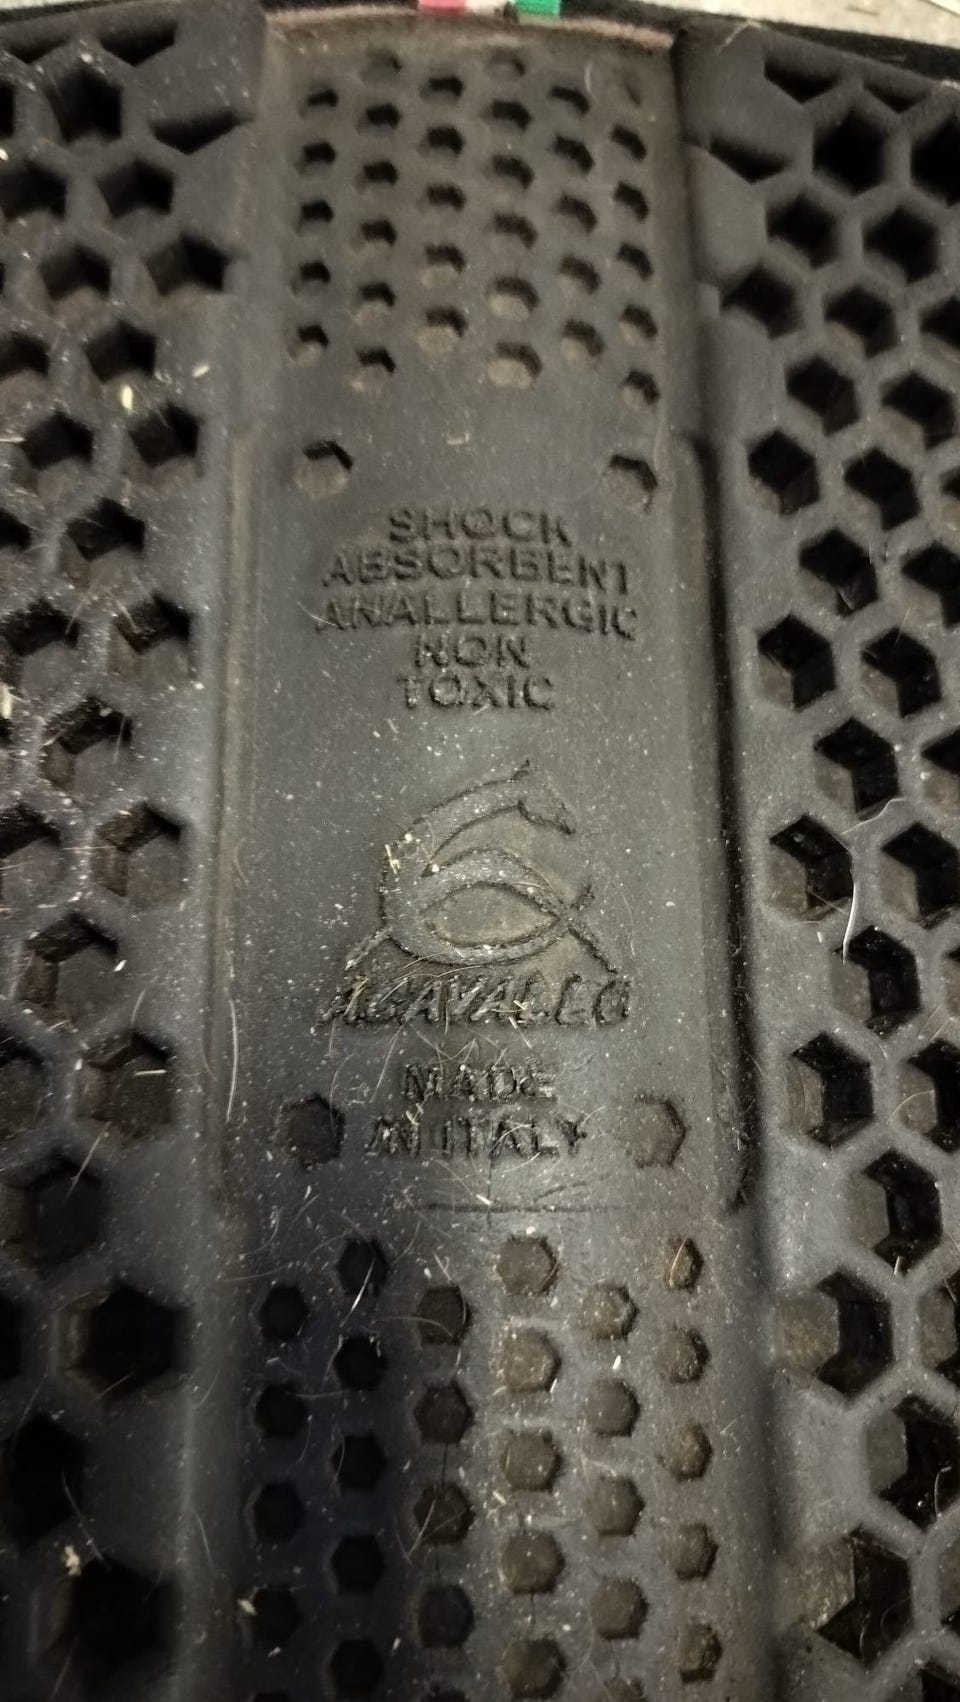 SHOCK
ABSORBENT
ANALLERGIC
NON
TOXIC
ACAVALLO
MADE
IN ITALY